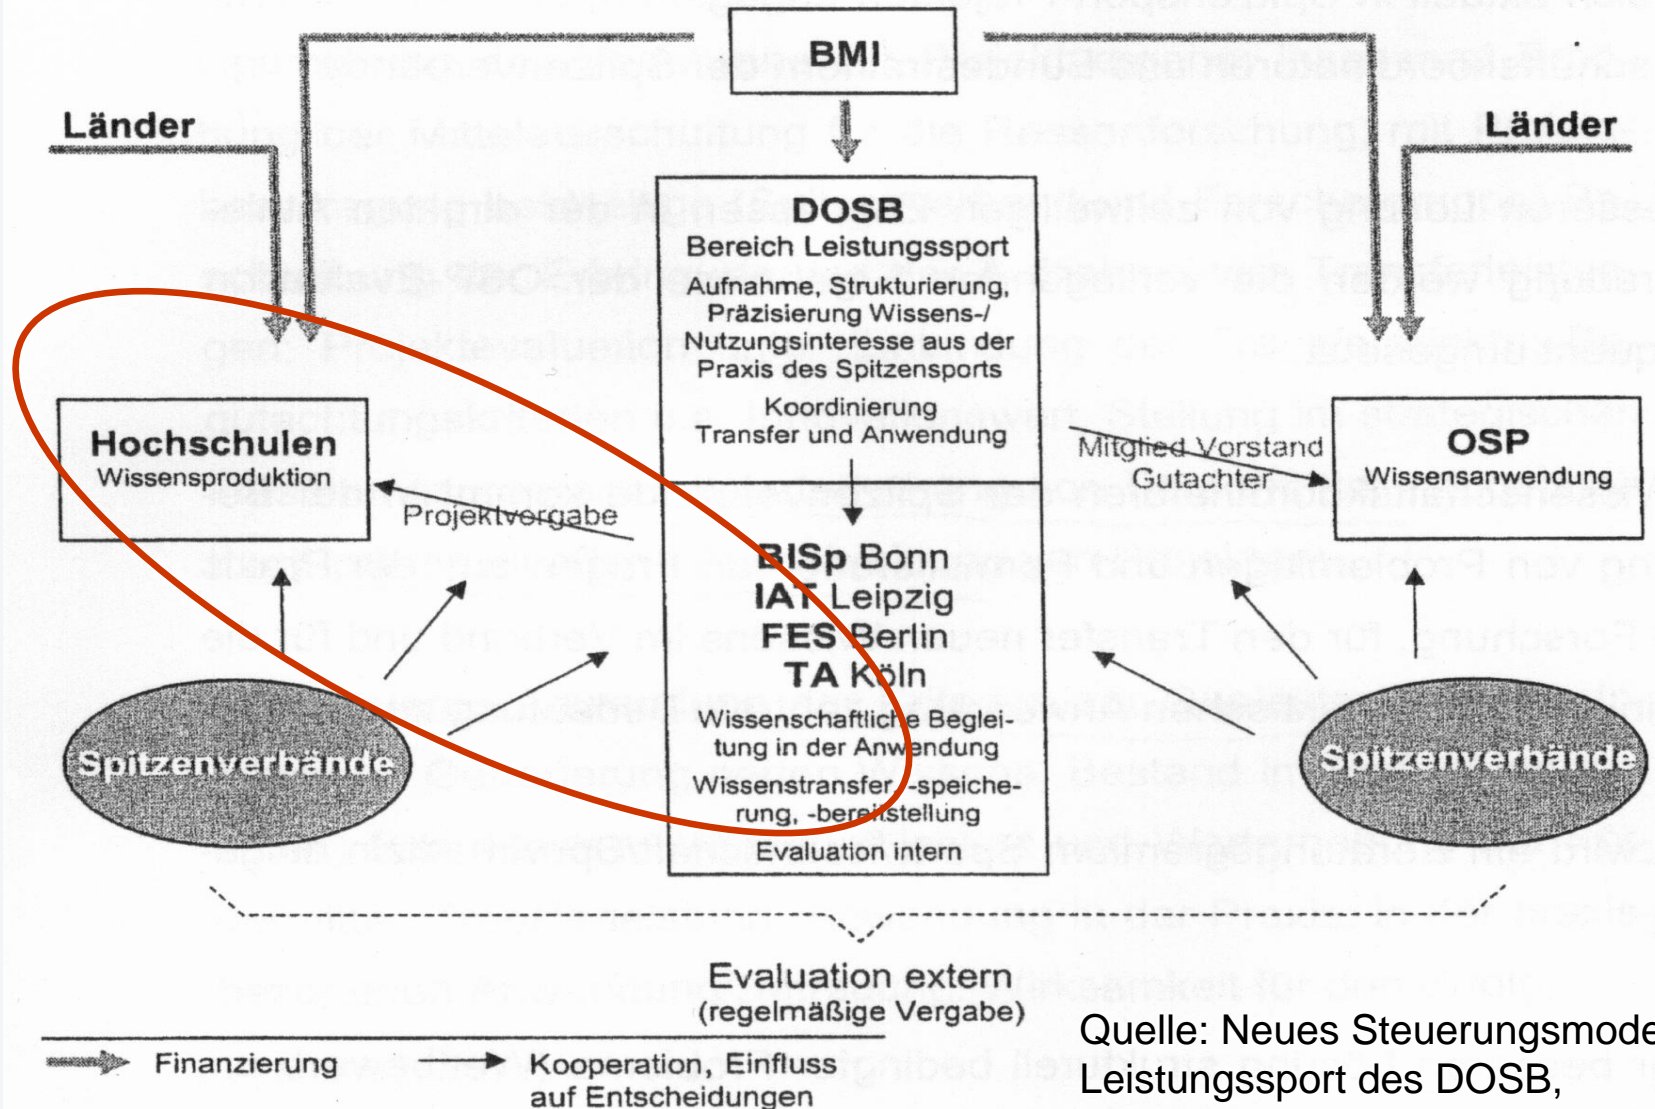 BMI
Länder
Länder
DOSB
Bereich Leistungssport
Aufnahme, Strukturierung,
Präzisierung Wissens-/
Nutzungsinteresse aus der
Praxis des Spitzensports
Koordinierung
Transfer und Anwendung
Hochschulen
Wissensproduktion
Projektvergabe
Mitglied Vorstand
Gutachter
OSP
Wissensanwendung
BISp Bonn
IAT Leipzig
FES Berlin
TA Köln
Wissenschaftliche Beglei-
tung in der Anwendung
Wissenstransfer, -speiche-
rung, -bereitstellung
Evaluation intern
Spitzenverbände
Spitzenverbände
Evaluation extern
(regelmäßige Vergabe)
Finanzierung
Kooperation, Einfluss
auf Entscheidungen
Quelle: Neues Steuerungsmode
Leistungssport des DOSB,